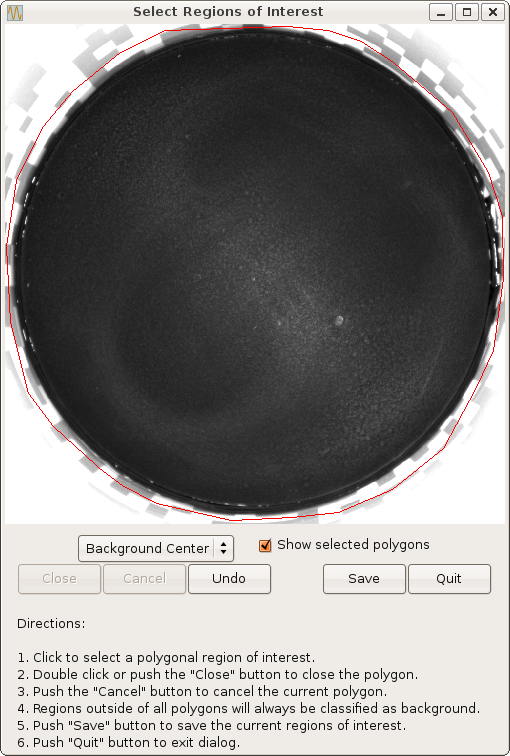 Select Regions of Interest
Background Center
Show selected polygons
Close Cancel Undo Save Quit
Directions:
1. Click to select a polygonal region of interest.
2. Double click or push the "Close" button to close the polygon.
3. Push the "Cancel" button to cancel the current polygon.
4. Regions outside of all polygons will always be classified as background.
5. Push "Save" button to save the current regions of interest.
6. Push "Quit" button to exit dialog.